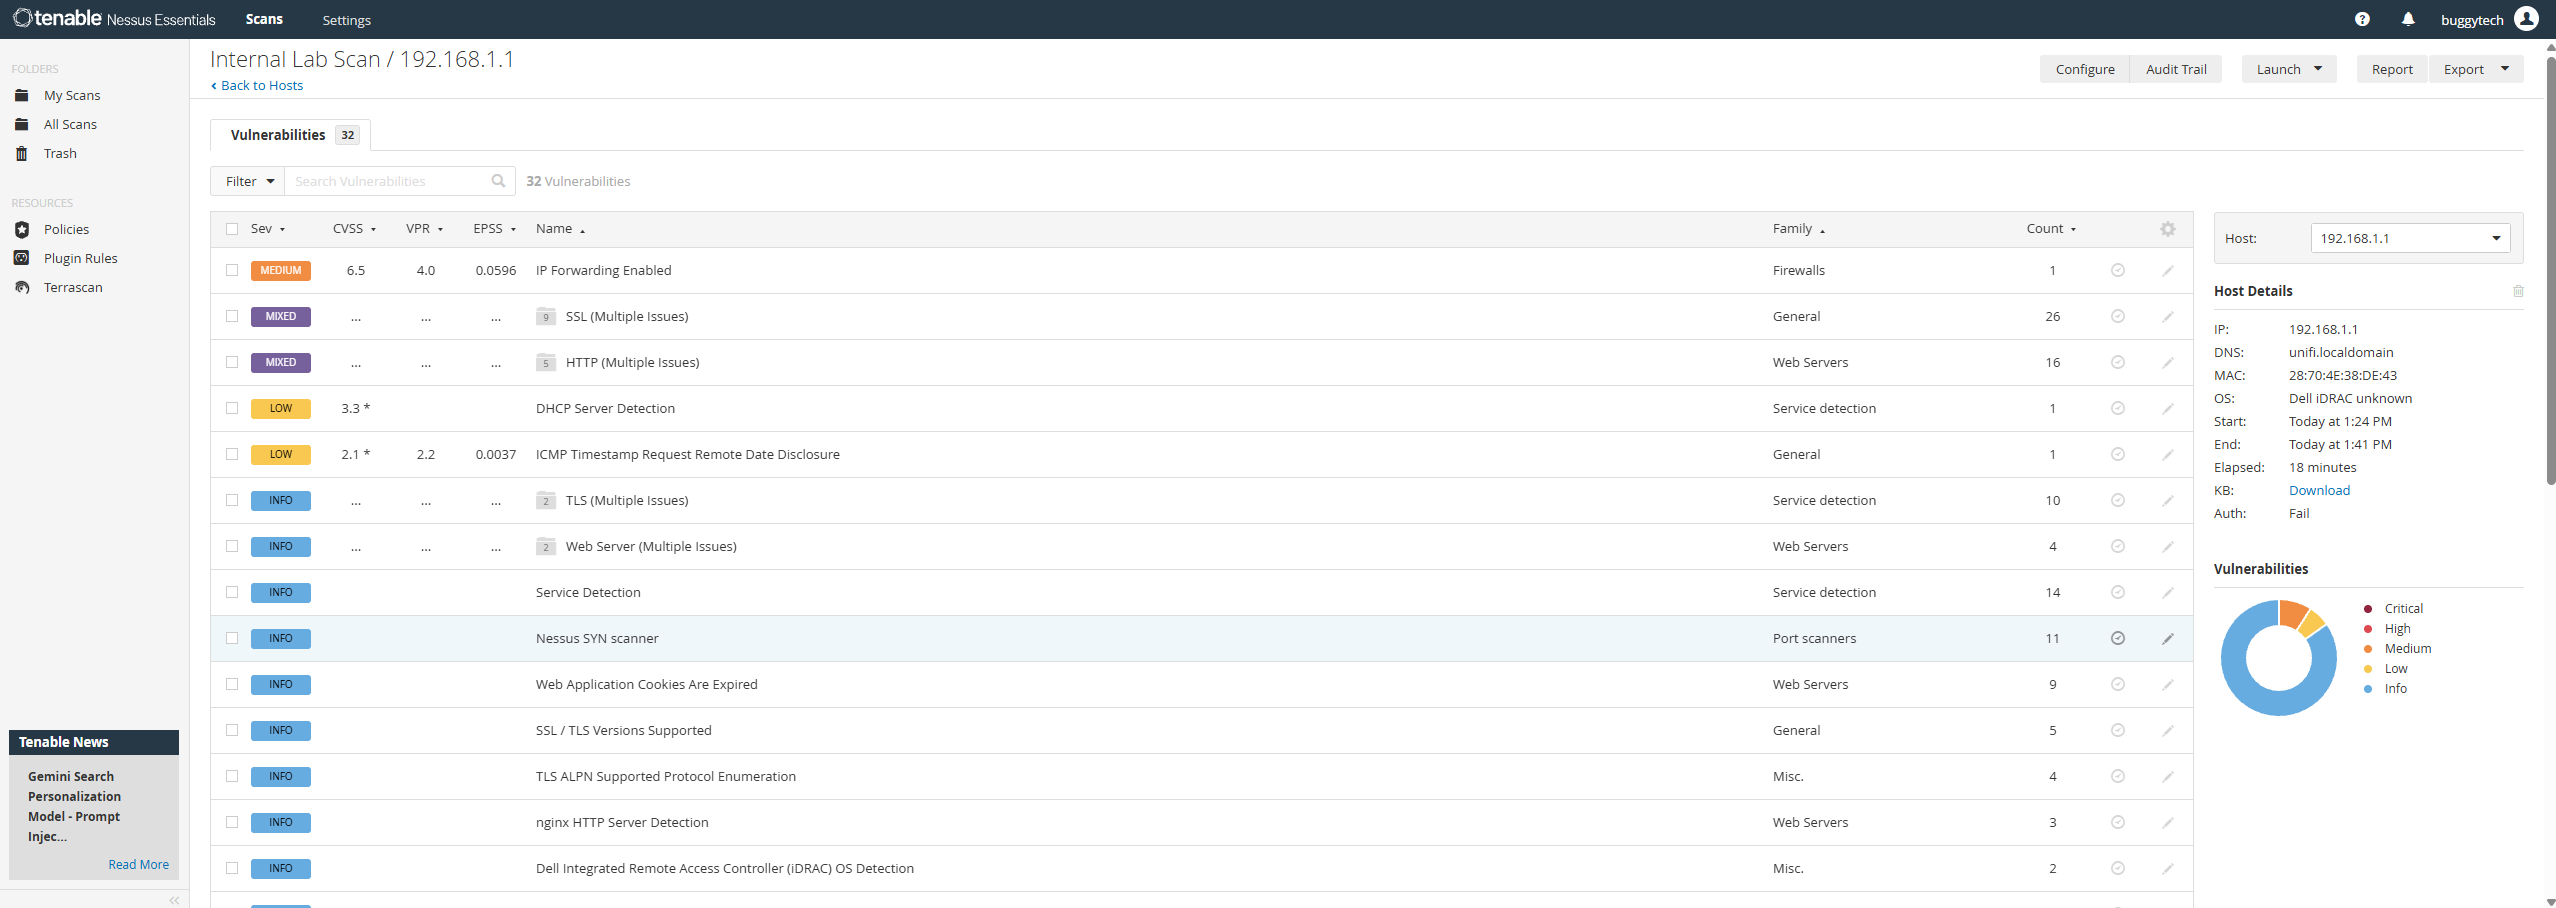 tenable Nessus Essentials Scans Settings buggytech
FOLDERS
My Scans
All Scans
Trash
RESOURCES
Policies
Plugin Rules
Terrascan
Tenable News
Gemini Search
Personalization
Model - Prompt
Injec...
Read More
Internal Lab Scan / 192.168.1.1
Back to Hosts
Configure Audit Trail Launch Report Export
Vulnerabilities 32
Filter Search Vulnerabilities 32 Vulnerabilities
Sev CVSS VPR EPSS Name Family Count
MEDIUM 6.5 4.0 0.0596 IP Forwarding Enabled Firewalls 1
MIXED ... ... ... 9 SSL (Multiple Issues) General 26
MIXED ... ... ... 5 HTTP (Multiple Issues) Web Servers 16
LOW 3.3 * DHCP Server Detection Service detection 1
LOW 2.1 * 2.2 0.0037 ICMP Timestamp Request Remote Date Disclosure General 1
INFO ... ... ... 2 TLS (Multiple Issues) Service detection 10
INFO ... ... ... 2 Web Server (Multiple Issues) Web Servers 4
INFO Service Detection Service detection 14
INFO Nessus SYN scanner Port scanners 11
INFO Web Application Cookies Are Expired Web Servers 9
INFO SSL / TLS Versions Supported General 5
INFO TLS ALPN Supported Protocol Enumeration Misc. 4
INFO nginx HTTP Server Detection Web Servers 3
INFO Dell Integrated Remote Access Controller (iDRAC) OS Detection Misc. 2
Host: 192.168.1.1
Host Details
IP: 192.168.1.1
DNS: unifi.localdomain
MAC: 28:70:4E:38:DE:43
OS: Dell iDRAC unknown
Start: Today at 1:24 PM
End: Today at 1:41 PM
Elapsed: 18 minutes
KB: Download
Auth: Fail
Vulnerabilities
Critical
High
Medium
Low
Info